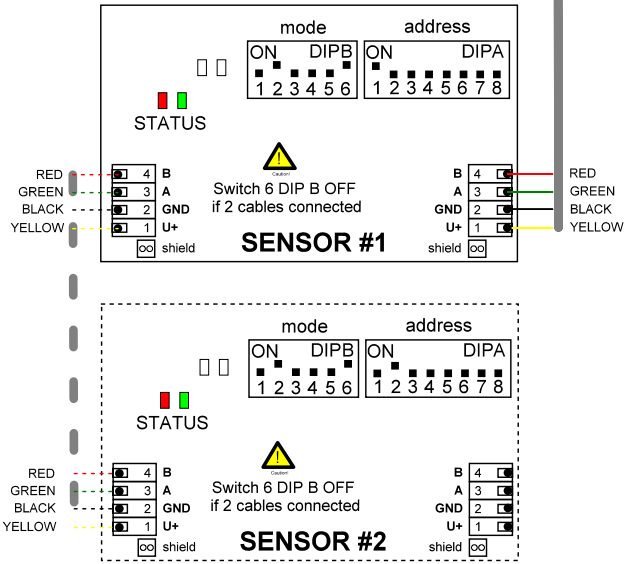 mode address
ON DIPB ON DIPA
1 2 3 4 5 6 1 2 3 4 5 6 7 8
STATUS
Caution!
RED 4 B B 4 RED
GREEN 3 A A 3 GREEN
BLACK 2 GND GND 2 BLACK
YELLOW 1 U+ U+ 1 YELLOW
Switch 6 DIP B OFF
if 2 cables connected
shield SENSOR #1 shield
mode address
ON DIPB ON DIPA
1 2 3 4 5 6 1 2 3 4 5 6 7 8
STATUS
Caution!
RED 4 B B 4
GREEN 3 A A 3
BLACK 2 GND GND 2
YELLOW 1 U+ U+ 1
Switch 6 DIP B OFF
if 2 cables connected
shield SENSOR #2 shield